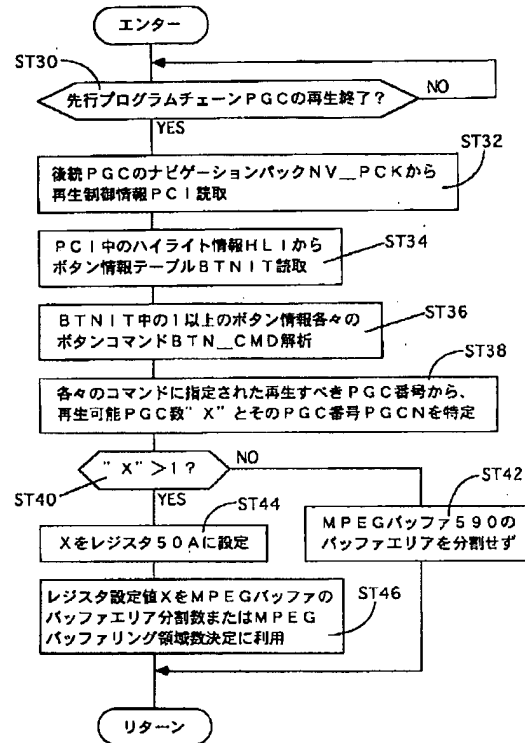 エンター
ST30
先行プログラムチェーンPGCの再生終了?
NO
YES
ST32
後続PGCのナビゲーションパックNV__PCKから
再生制御情報PCI読取
ST34
PCI中のハイライト情報HLIから
ボタン情報テーブルBTNIT読取
ST36
BTNIT中の1以上のボタン情報各々の
ボタンコマンドBTN__CMD解析
ST38
各々のコマンドに指定された再生すべきPGC番号から、
再生可能PGC数"X"とそのPGC番号PGCNを特定
"X">1?
NO
ST40
YES
ST42
ST44
MPEGバッファ590の
バッファエリアを分割せず
Xをレジスタ50Aに設定
ST46
レジスタ設定値XをMPEGバッファの
バッファエリア分割数またはMPEG
バッファリング領域数決定に利用
リターン